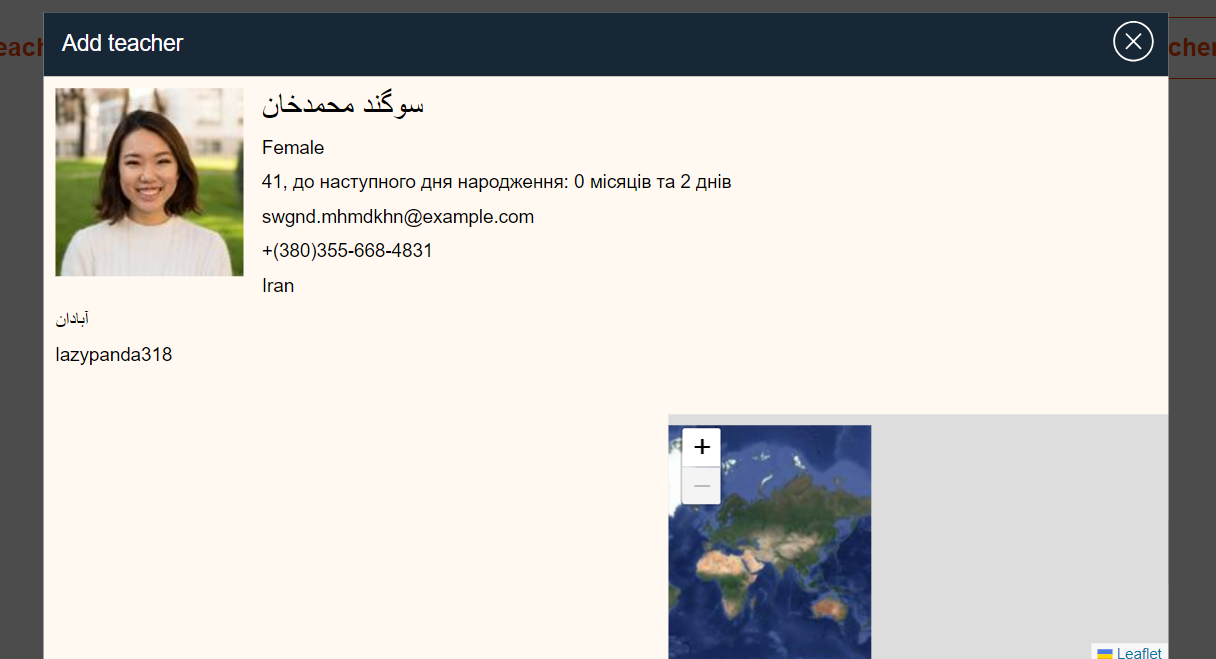 Add teacher
سوگند محمدخان
Female
41, до наступного дня народження: 0 місяців та 2 днів
swgnd.mhmdkhn@example.com
+(380)355-668-4831
Iran
آبادان
lazypanda318
+
−
Leaflet